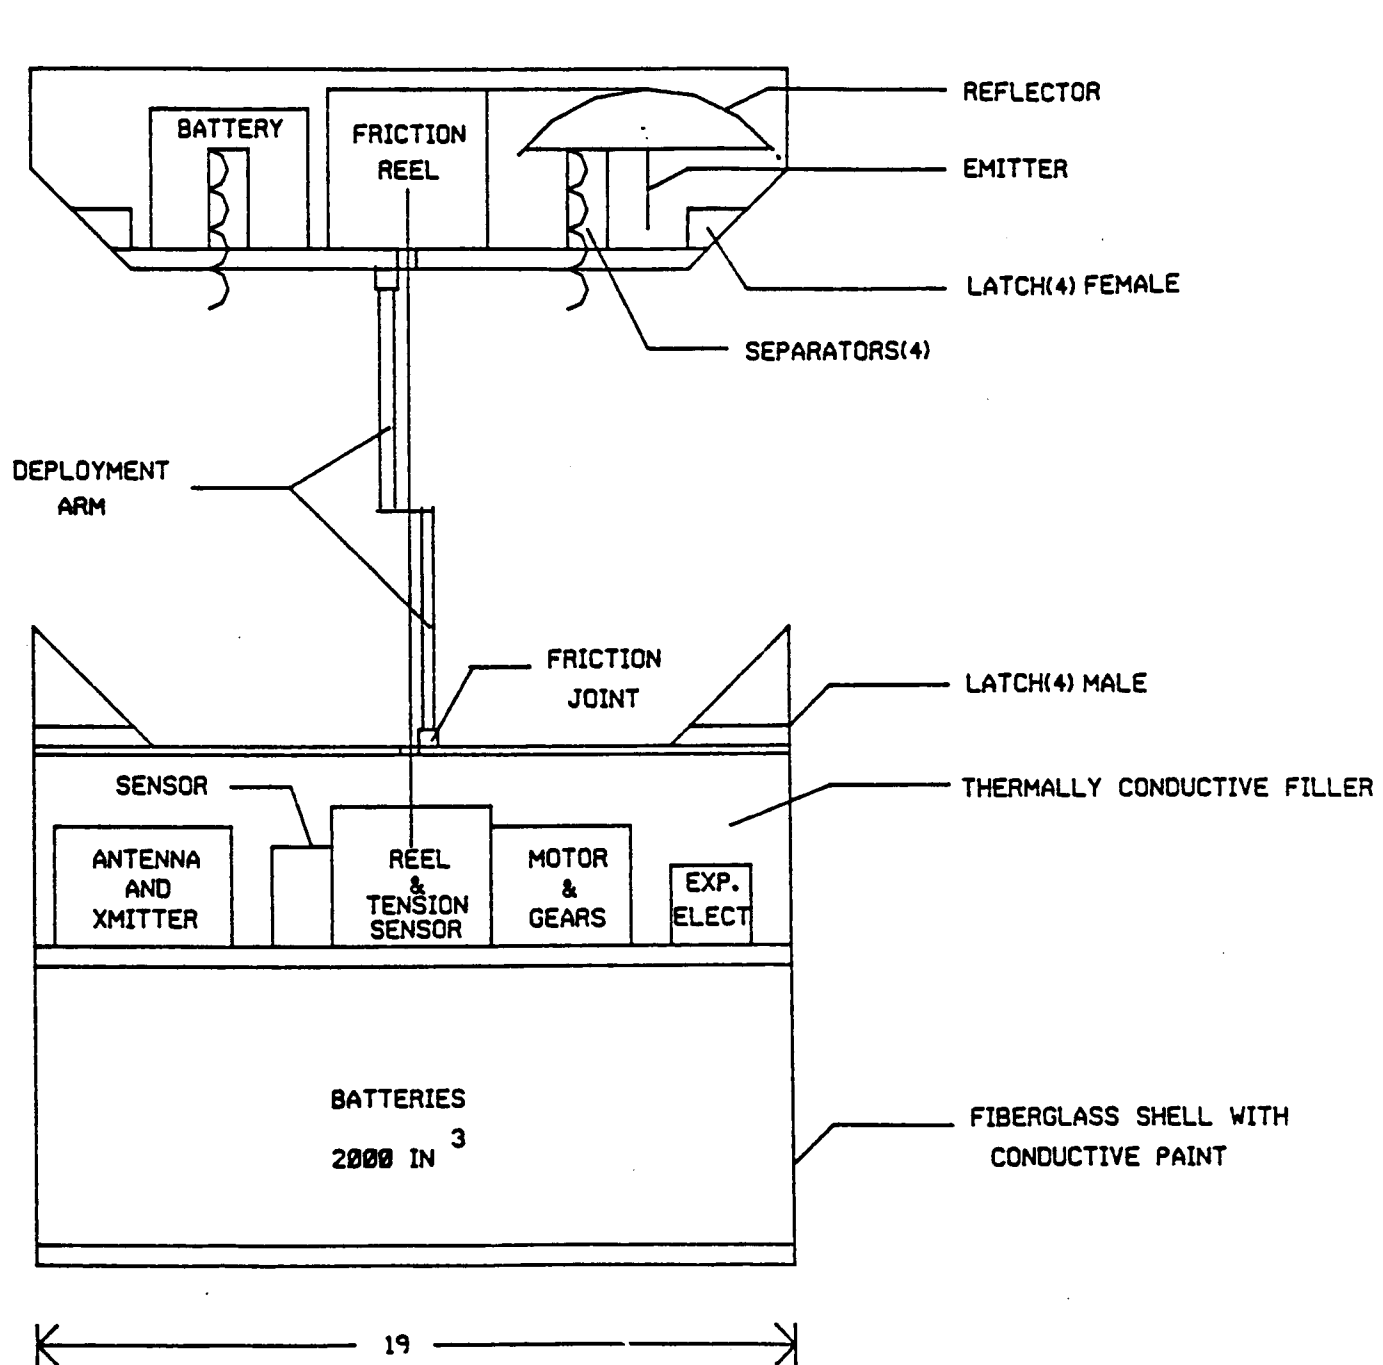 REFLECTOR
BATTERY
FRICTION
REEL
EMITTER
LATCH(4) FEMALE
SEPARATORS(4)
DEPLOYMENT
ARM
FRICTION
JOINT
LATCH(4) MALE
SENSOR
THERMALLY CONDUCTIVE FILLER
ANTENNA
AND
XMITTER
REEL
&
TENSION
SENSOR
MOTOR
&
GEARS
EXP.
ELECT
BATTERIES
2000 IN 3
FIBERGLASS SHELL WITH
CONDUCTIVE PAINT
19